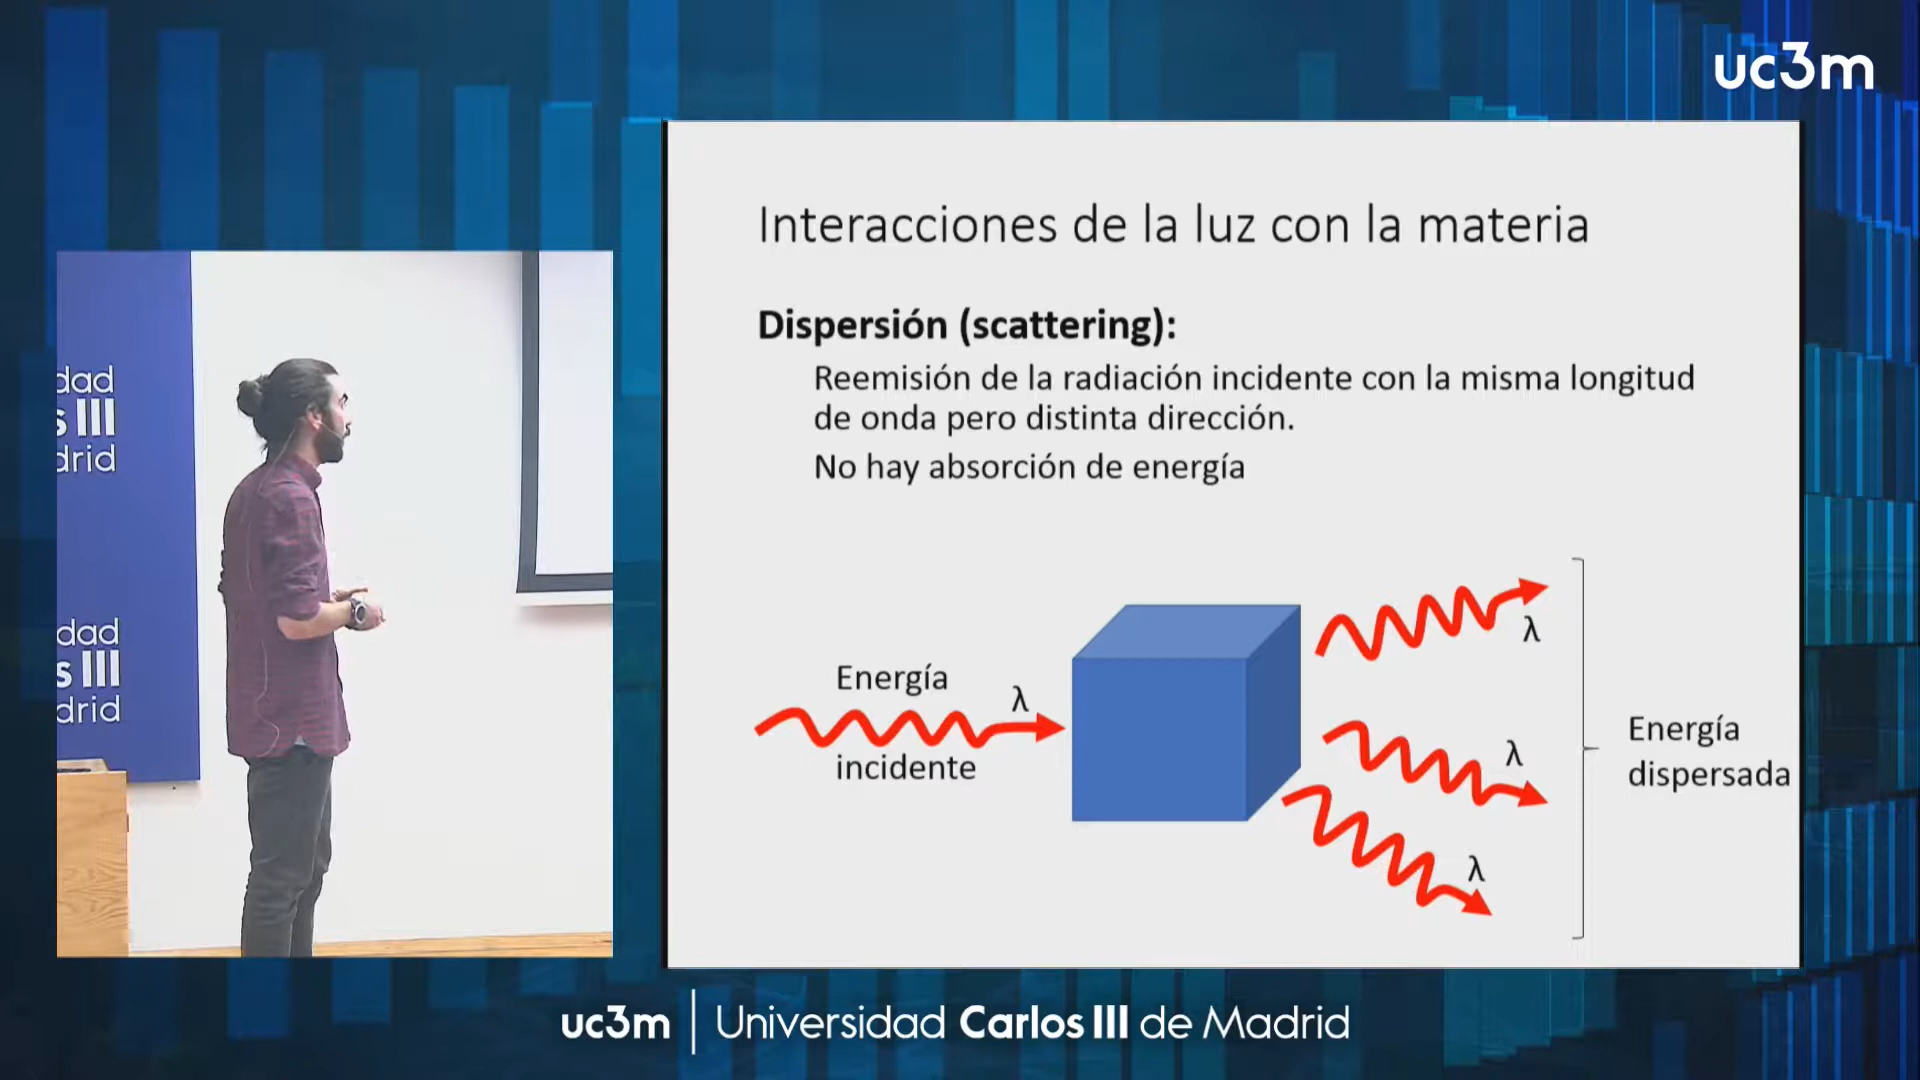 uc3m
Interacciones de la luz con la materia
Dispersión (scattering):
Reemisión de la radiación incidente con la misma longitud
de onda pero distinta dirección.
No hay absorción de energía
Energía
λ
incidente
λ
λ
λ
Energía
dispersada
dad
s III
drid
dad
s III
drid
uc3m | Universidad Carlos III de Madrid